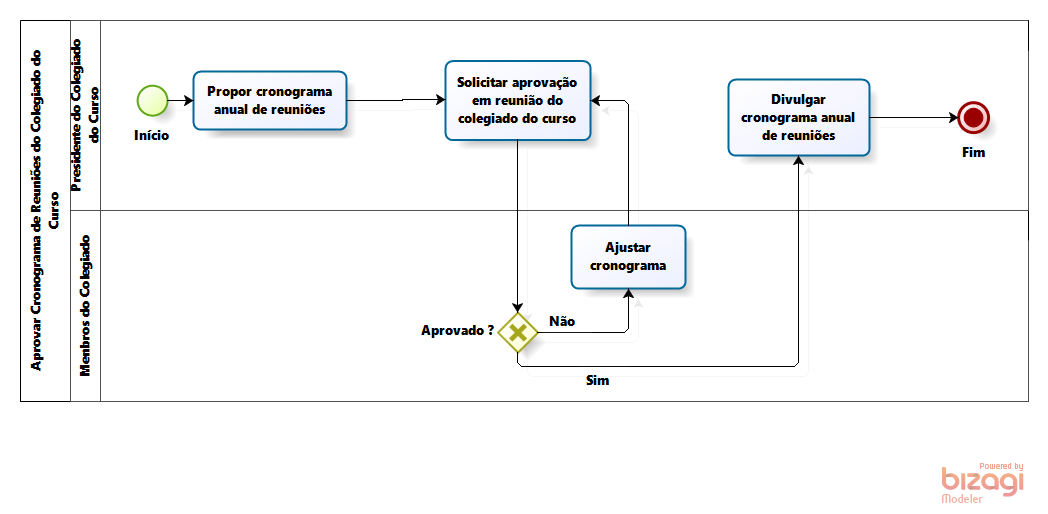 Aprovar Cronograma de Reuniões do Colegiado do
Curso
Presidente do Colegiado
do Curso
Início
Propor cronograma
anual de reuniões
Solicitar aprovação
em reunião do
colegiado do curso
Divulgar
cronograma anual
de reuniões
Fim
Menbros do Colegiado
Ajustar
cronograma
Aprovado ?
Não
Sim
Powered by
bizagi
Modeler